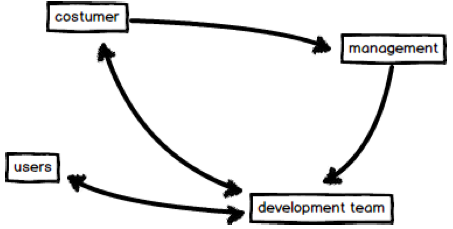 costumer
management
users
development team